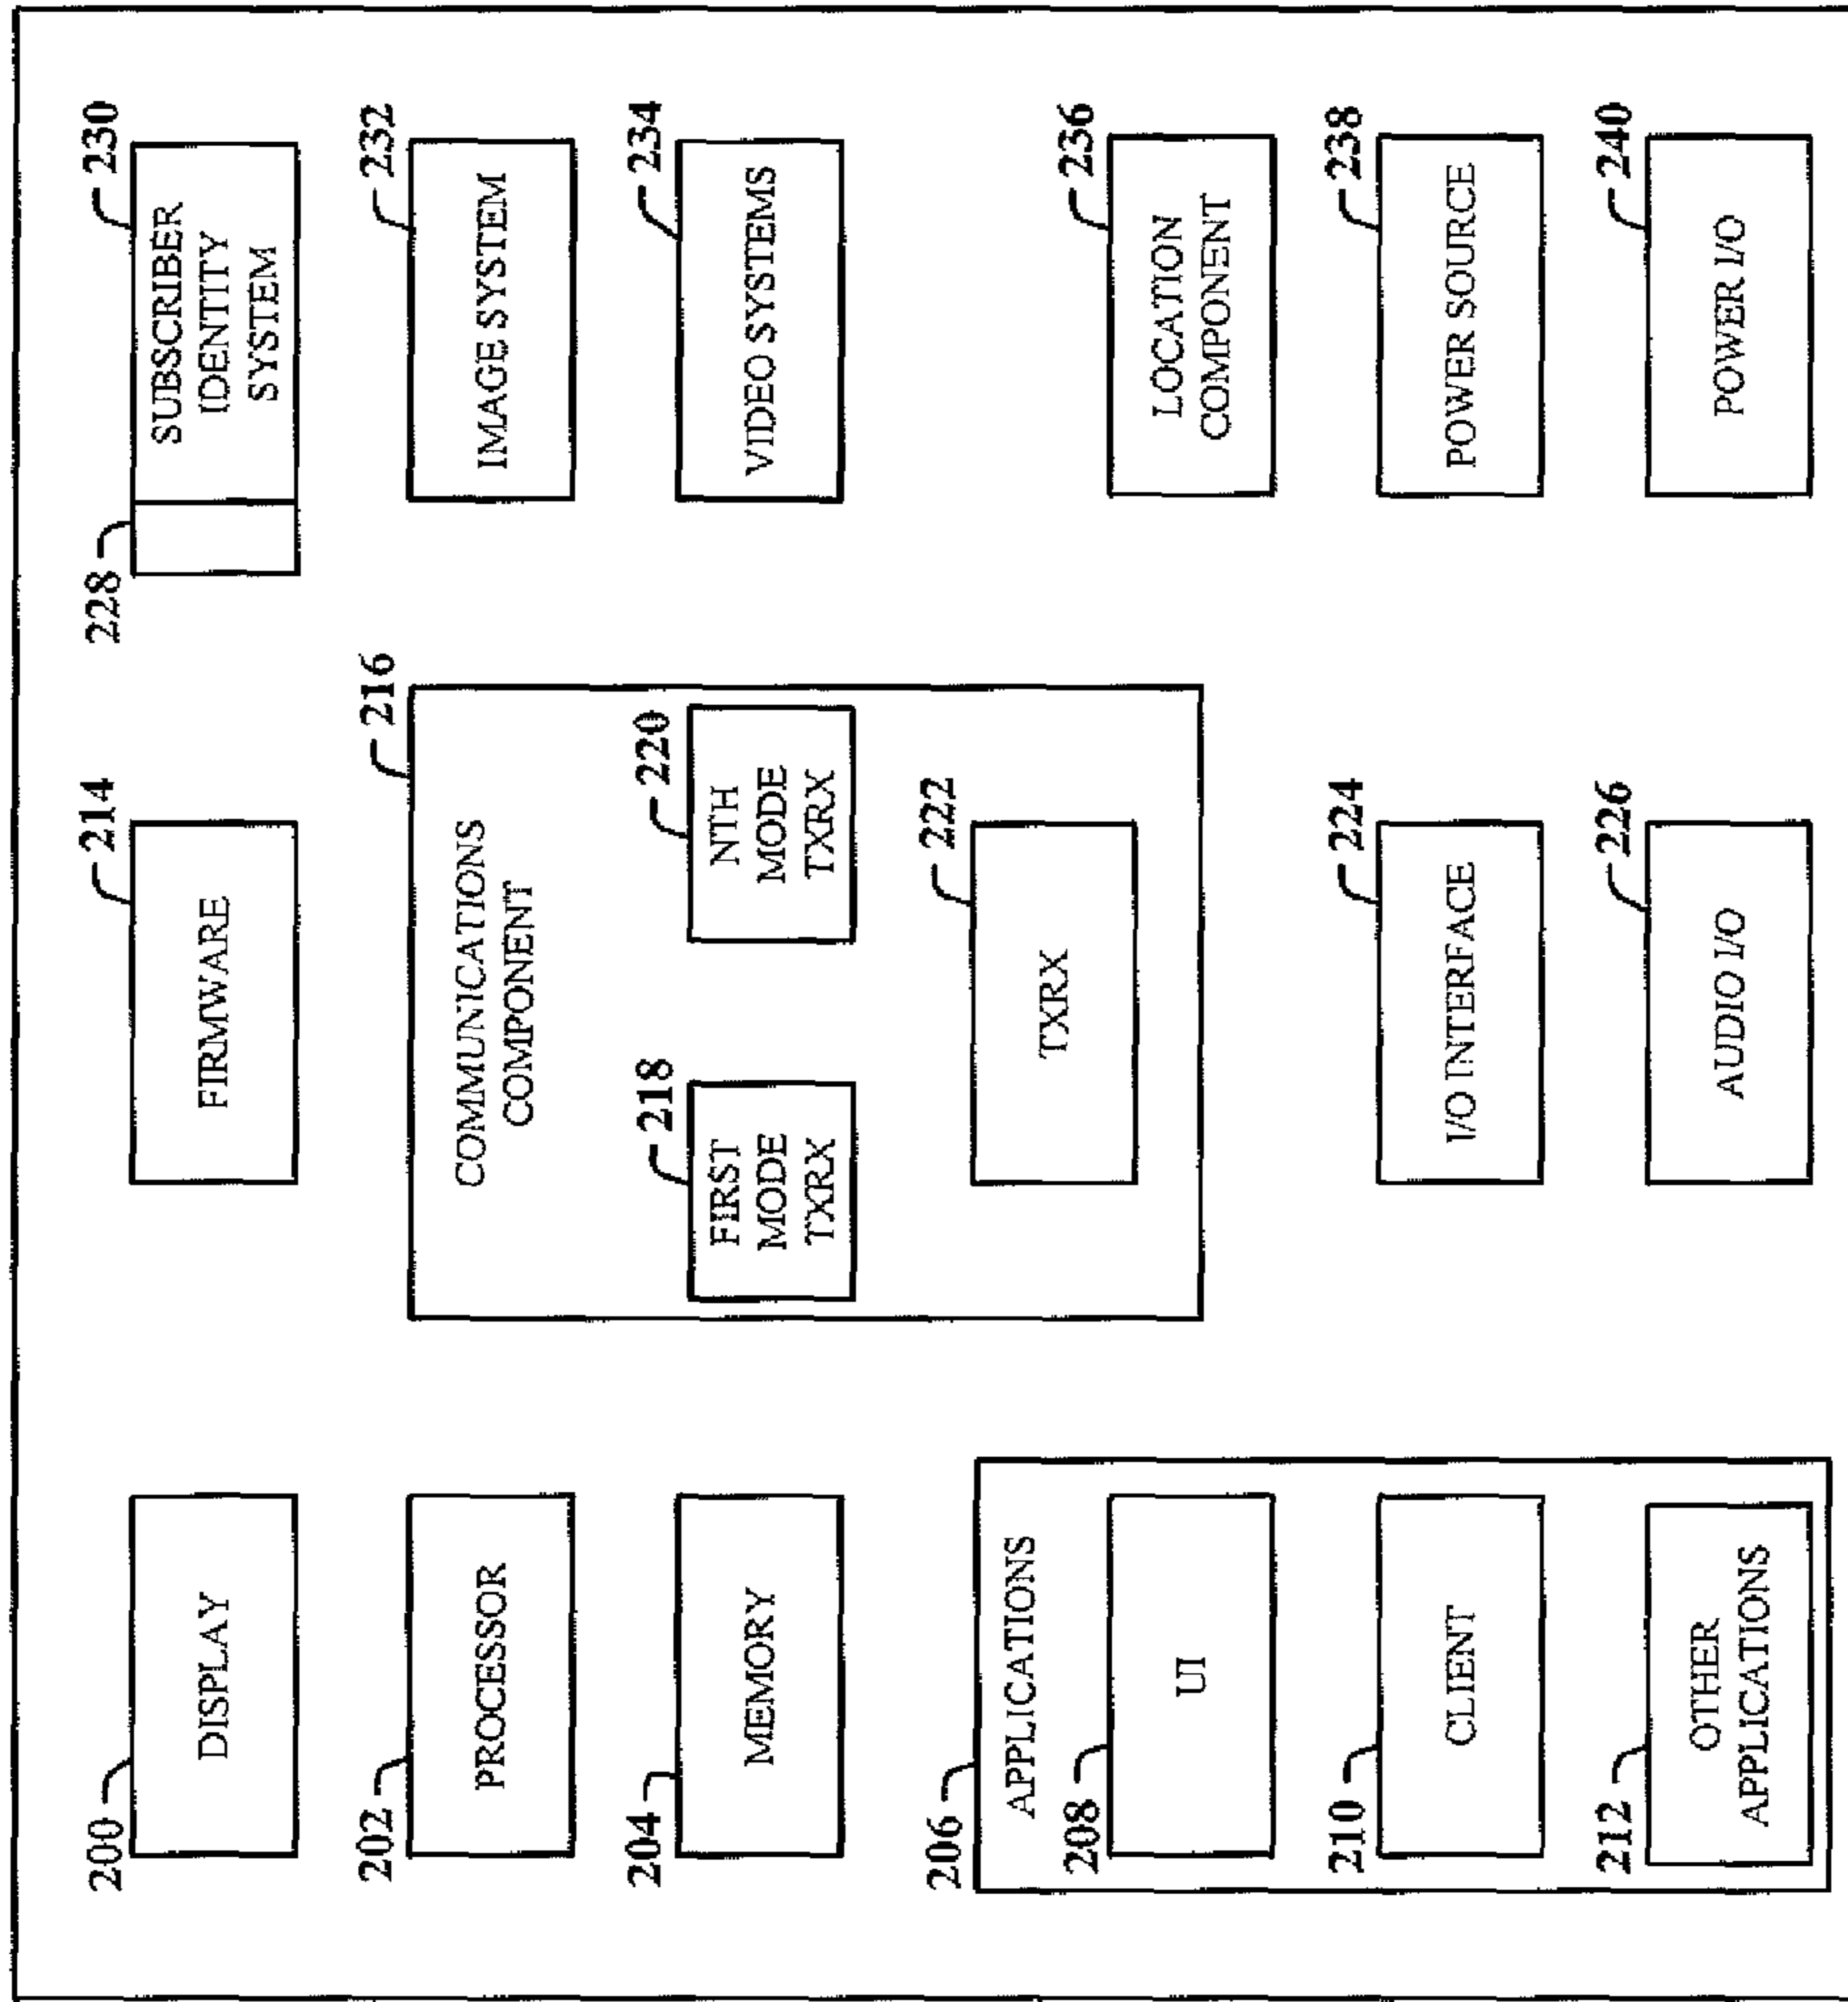 200
DISPLAY
202
PROCESSOR
204
MEMORY
206
APPLICATIONS
208
UI
210
CLIENT
212
OTHER
APPLICATIONS
214
FIRMWARE
216
COMMUNICATIONS
COMPONENT
218
FIRST
MODE
TXRX
220
NTH
MODE
TXRX
222
TXRX
224
I/O INTERFACE
226
AUDIO I/O
228
230
SUBSCRIBER
IDENTITY
SYSTEM
232
IMAGE SYSTEM
234
VIDEO SYSTEMS
236
LOCATION
COMPONENT
238
POWER SOURCE
240
POWER I/O